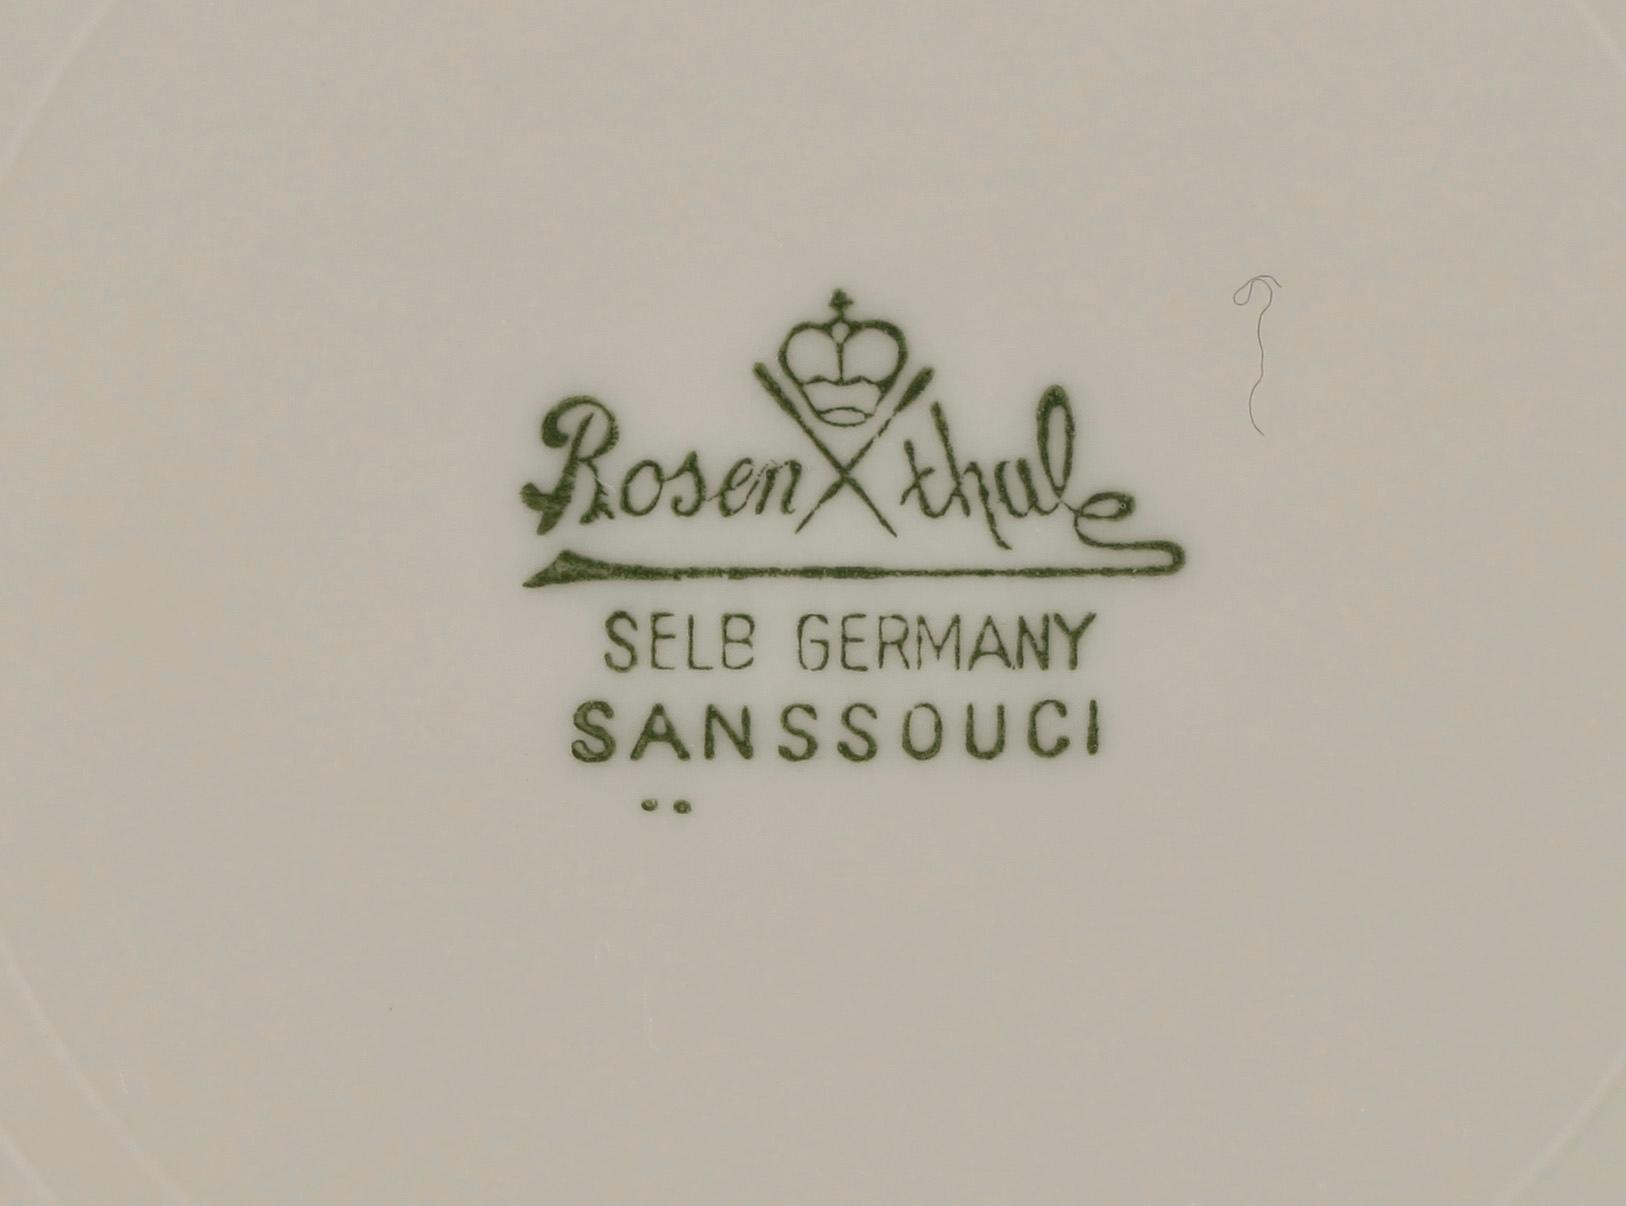 Rosenthal
SELB GERMANY
SANSSOUCI